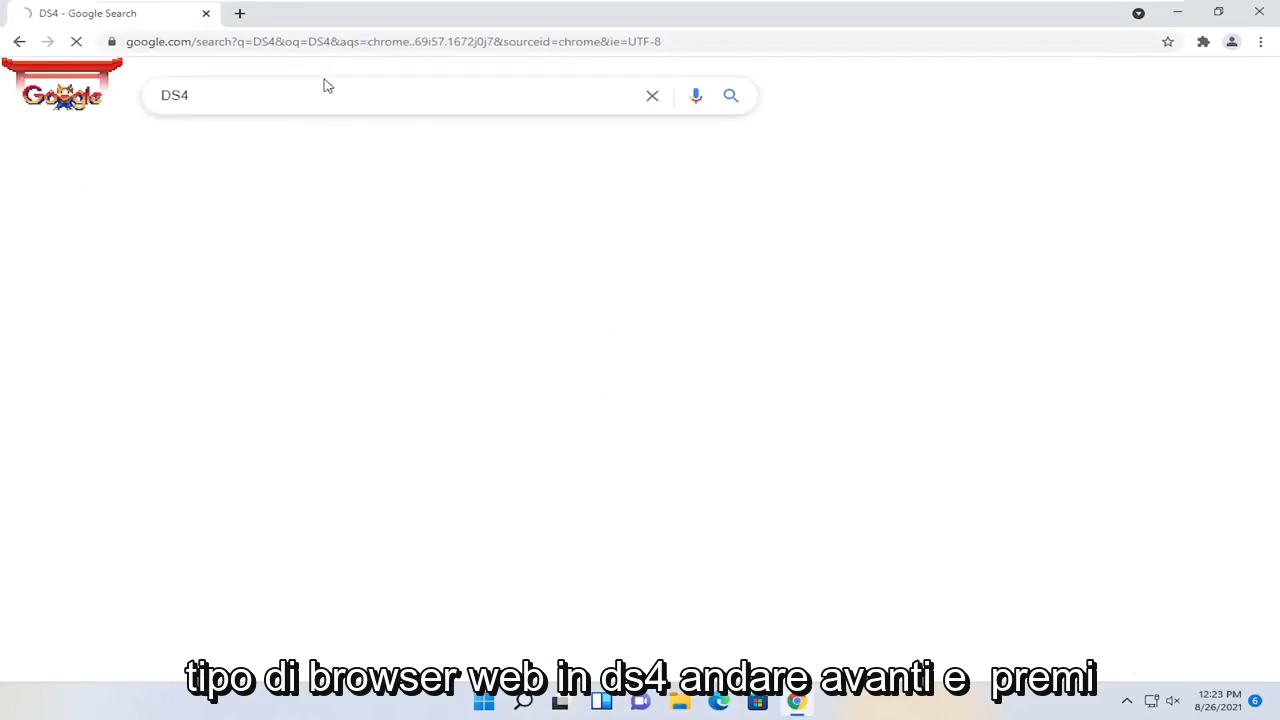 DS4 - Google Search
google.com/search?q=DS4&oq=DS4&aqs=chrome..69i57.1672j0j7&sourceid=chrome&ie=UTF-8
Google
DS4
tipo di browser web in ds4 andare avanti e premi
12:23 PM
8/26/2021
6